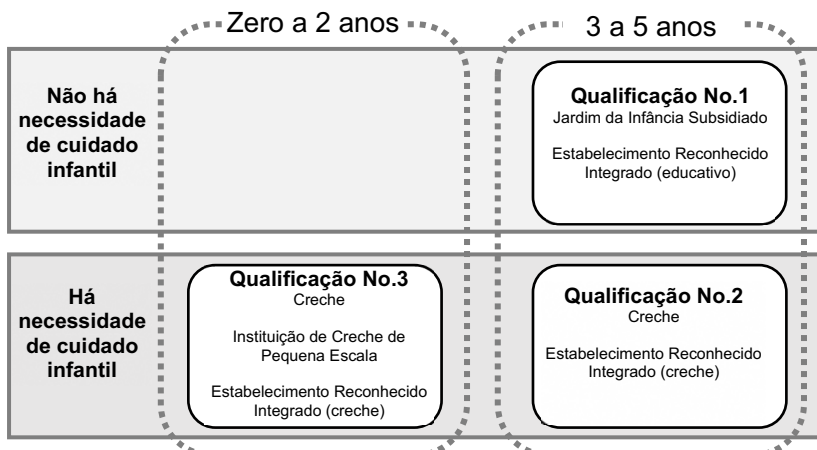 Zero a 2 anos
3 a 5 anos
Não há
necessidade
de cuidado
infantil
Qualificação No.1
Jardim da Infância Subsidiado
Estabelecimento Reconhecido
Integrado (educativo)
Há
necessidade
de cuidado
infantil
Qualificação No.3
Creche
Instituição de Creche de
Pequena Escala
Estabelecimento Reconhecido
Integrado (creche)
Qualificação No.2
Creche
Estabelecimento Reconhecido
Integrado (creche)